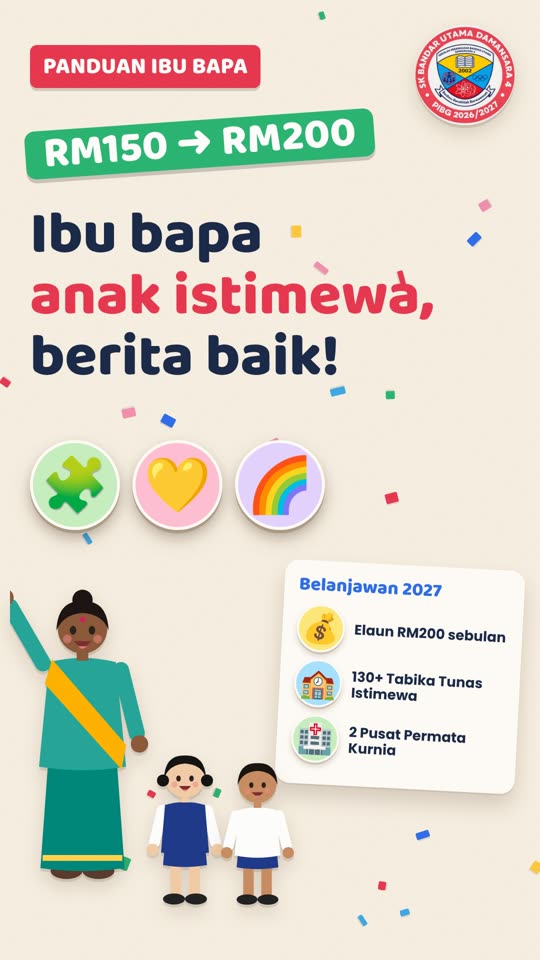 PANDUAN IBU BAPA
SK BANDAR UTAMA DAMANSARA 4
2002
PIBG 2026/2027
RM150 → RM200
Ibu bapa
anak istimewa,
berita baik!
Belanjawan 2027
Elaun RM200 sebulan
130+ Tabika Tunas
Istimewa
2 Pusat Permata
Kurnia